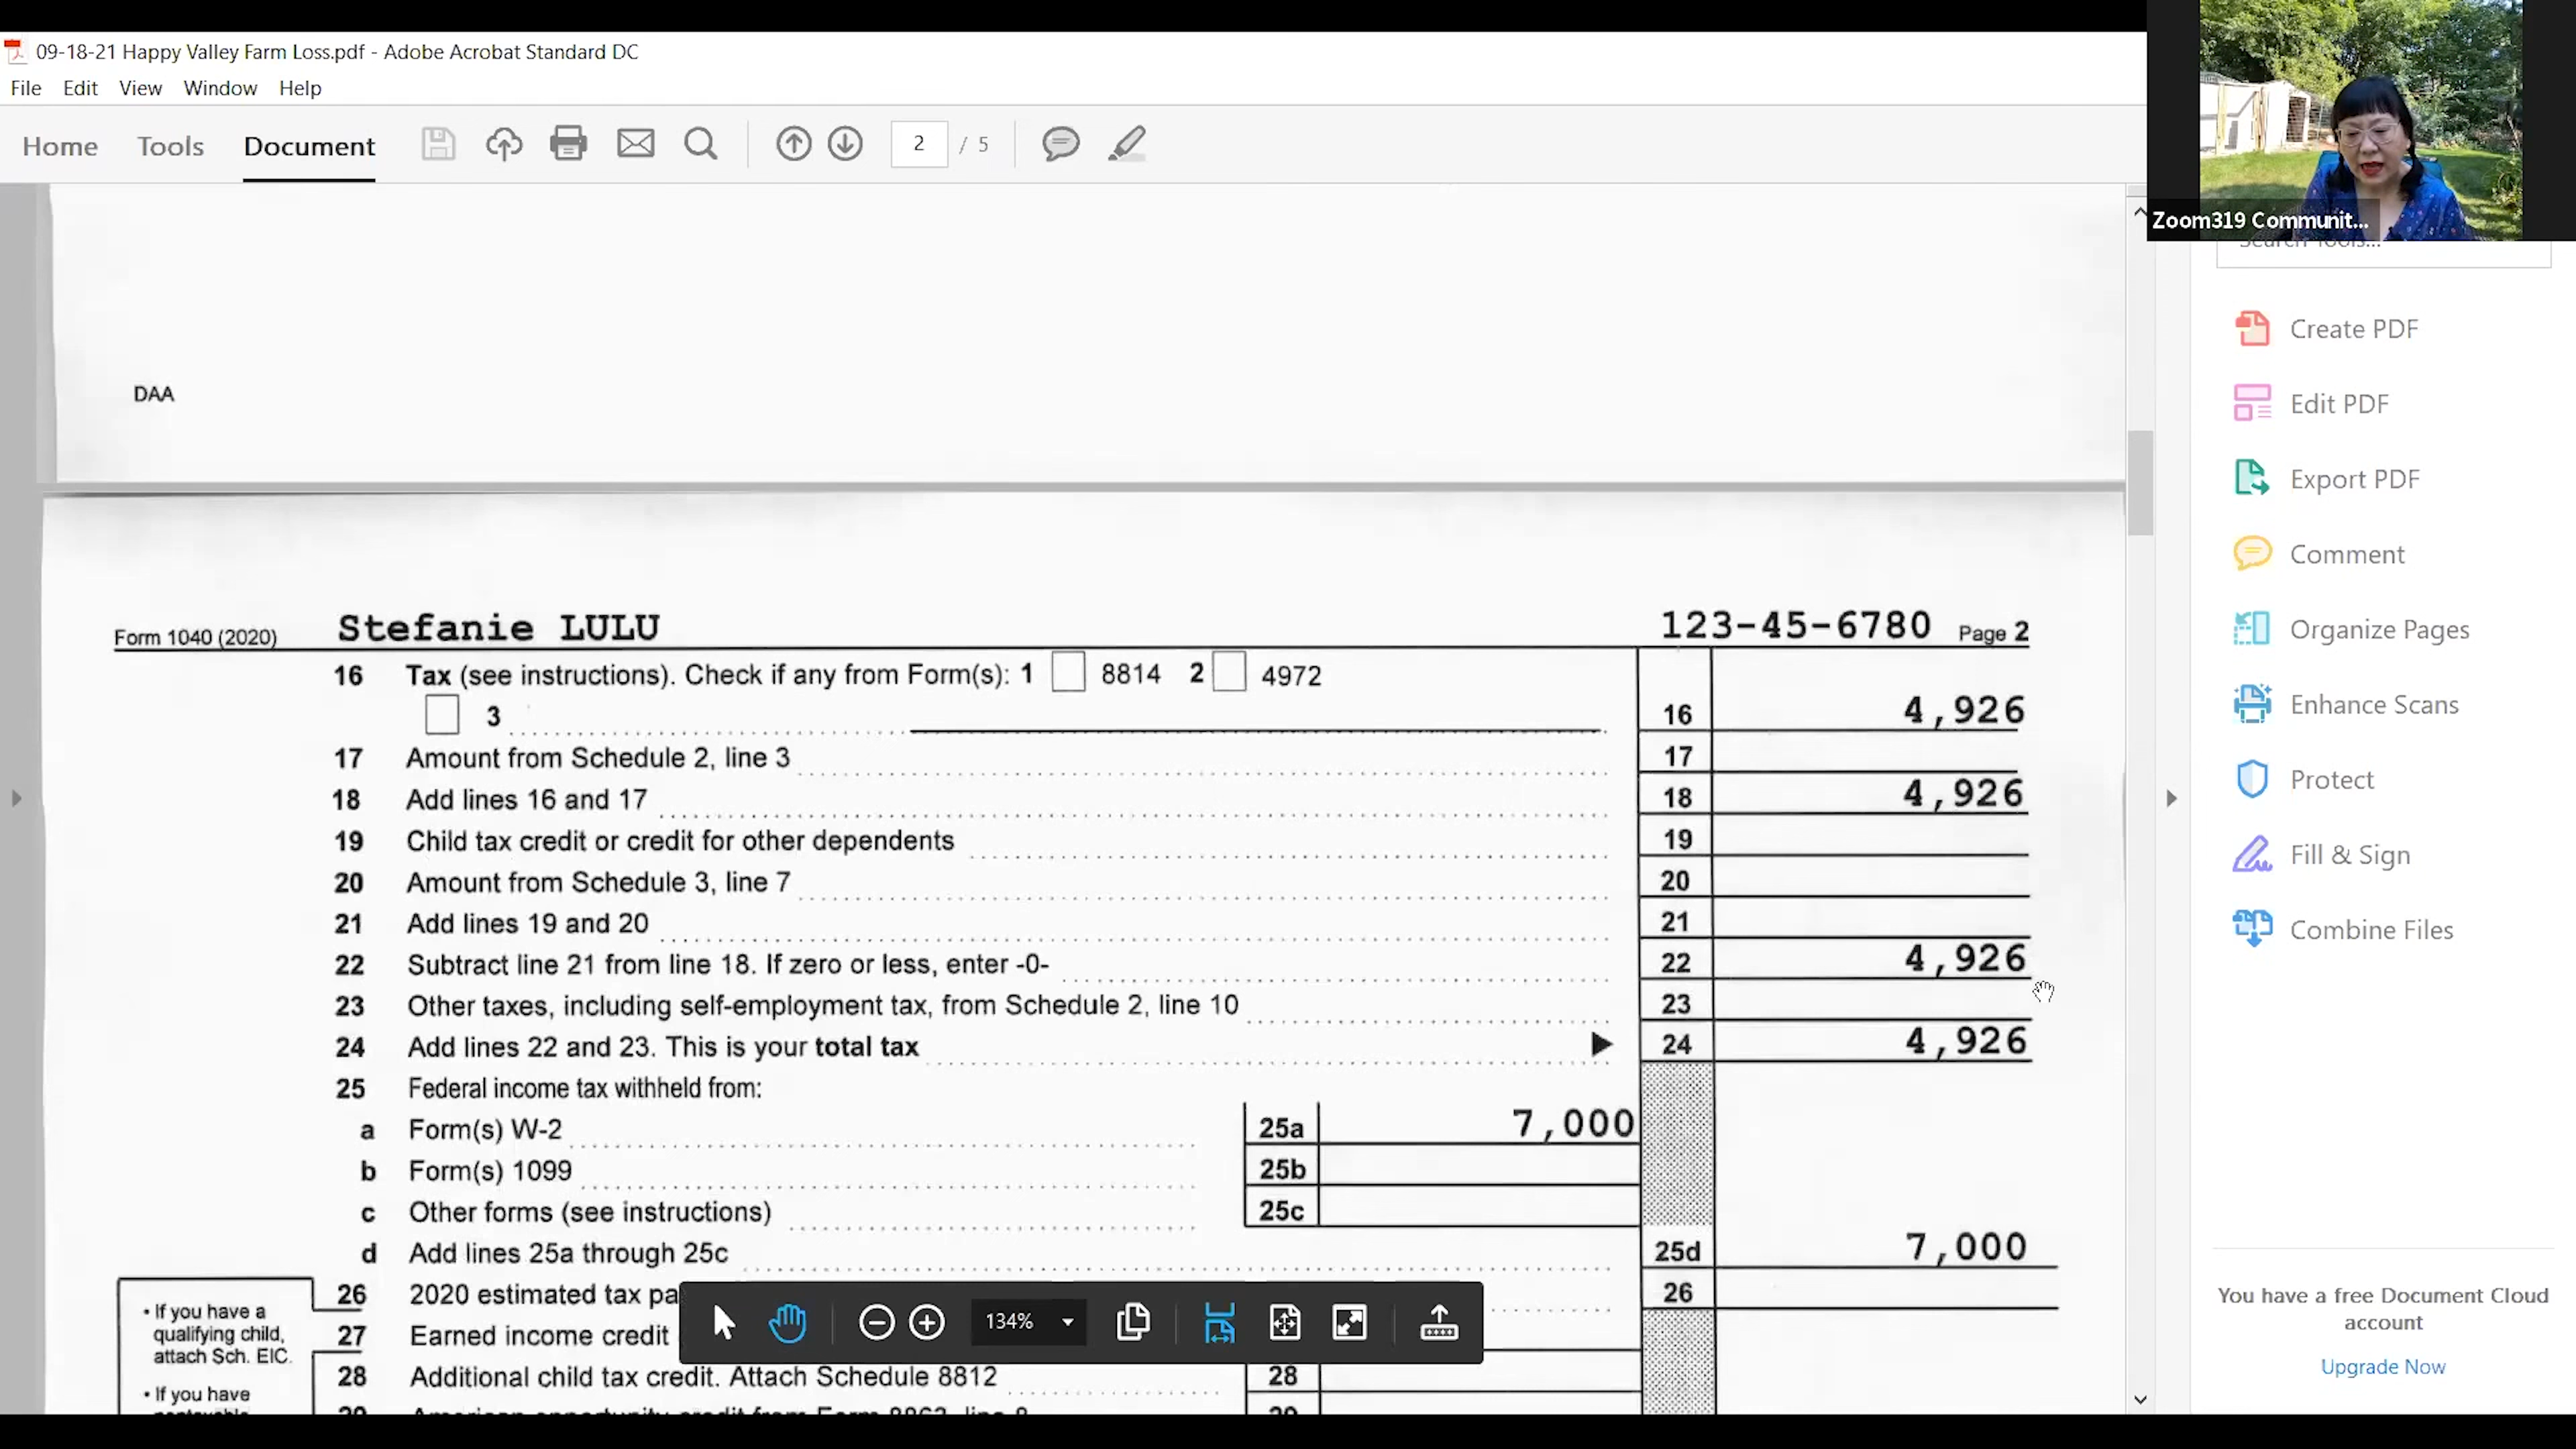 09-18-21 Happy Valley Farm Loss.pdf - Adobe Acrobat Standard DC
File Edit View Window Help
Home Tools Document 2 / 5
Zoom319 Communit...
DAA
Form 1040 (2020) Stefanie LULU 123-45-6780 Page 2
16 Tax (see instructions). Check if any from Form(s): 1 8814 2 4972
3 16 4,926
17 Amount from Schedule 2, line 3 17
18 Add lines 16 and 17 18 4,926
19 Child tax credit or credit for other dependents 19
20 Amount from Schedule 3, line 7 20
21 Add lines 19 and 20 21
22 Subtract line 21 from line 18. If zero or less, enter -0- 22 4,926
23 Other taxes, including self-employment tax, from Schedule 2, line 10 23
24 Add lines 22 and 23. This is your total tax 24 4,926
25 Federal income tax withheld from:
a Form(s) W-2 25a 7,000
b Form(s) 1099 25b
c Other forms (see instructions) 25c
d Add lines 25a through 25c 25d 7,000
26 2020 estimated tax pa 26
27 Earned income credit
28 Additional child tax credit. Attach Schedule 8812 28
• If you have a
qualifying child,
attach Sch. EIC.
• If you have
134%
Create PDF
Edit PDF
Export PDF
Comment
Organize Pages
Enhance Scans
Protect
Fill & Sign
Combine Files
You have a free Document Cloud
account
Upgrade Now